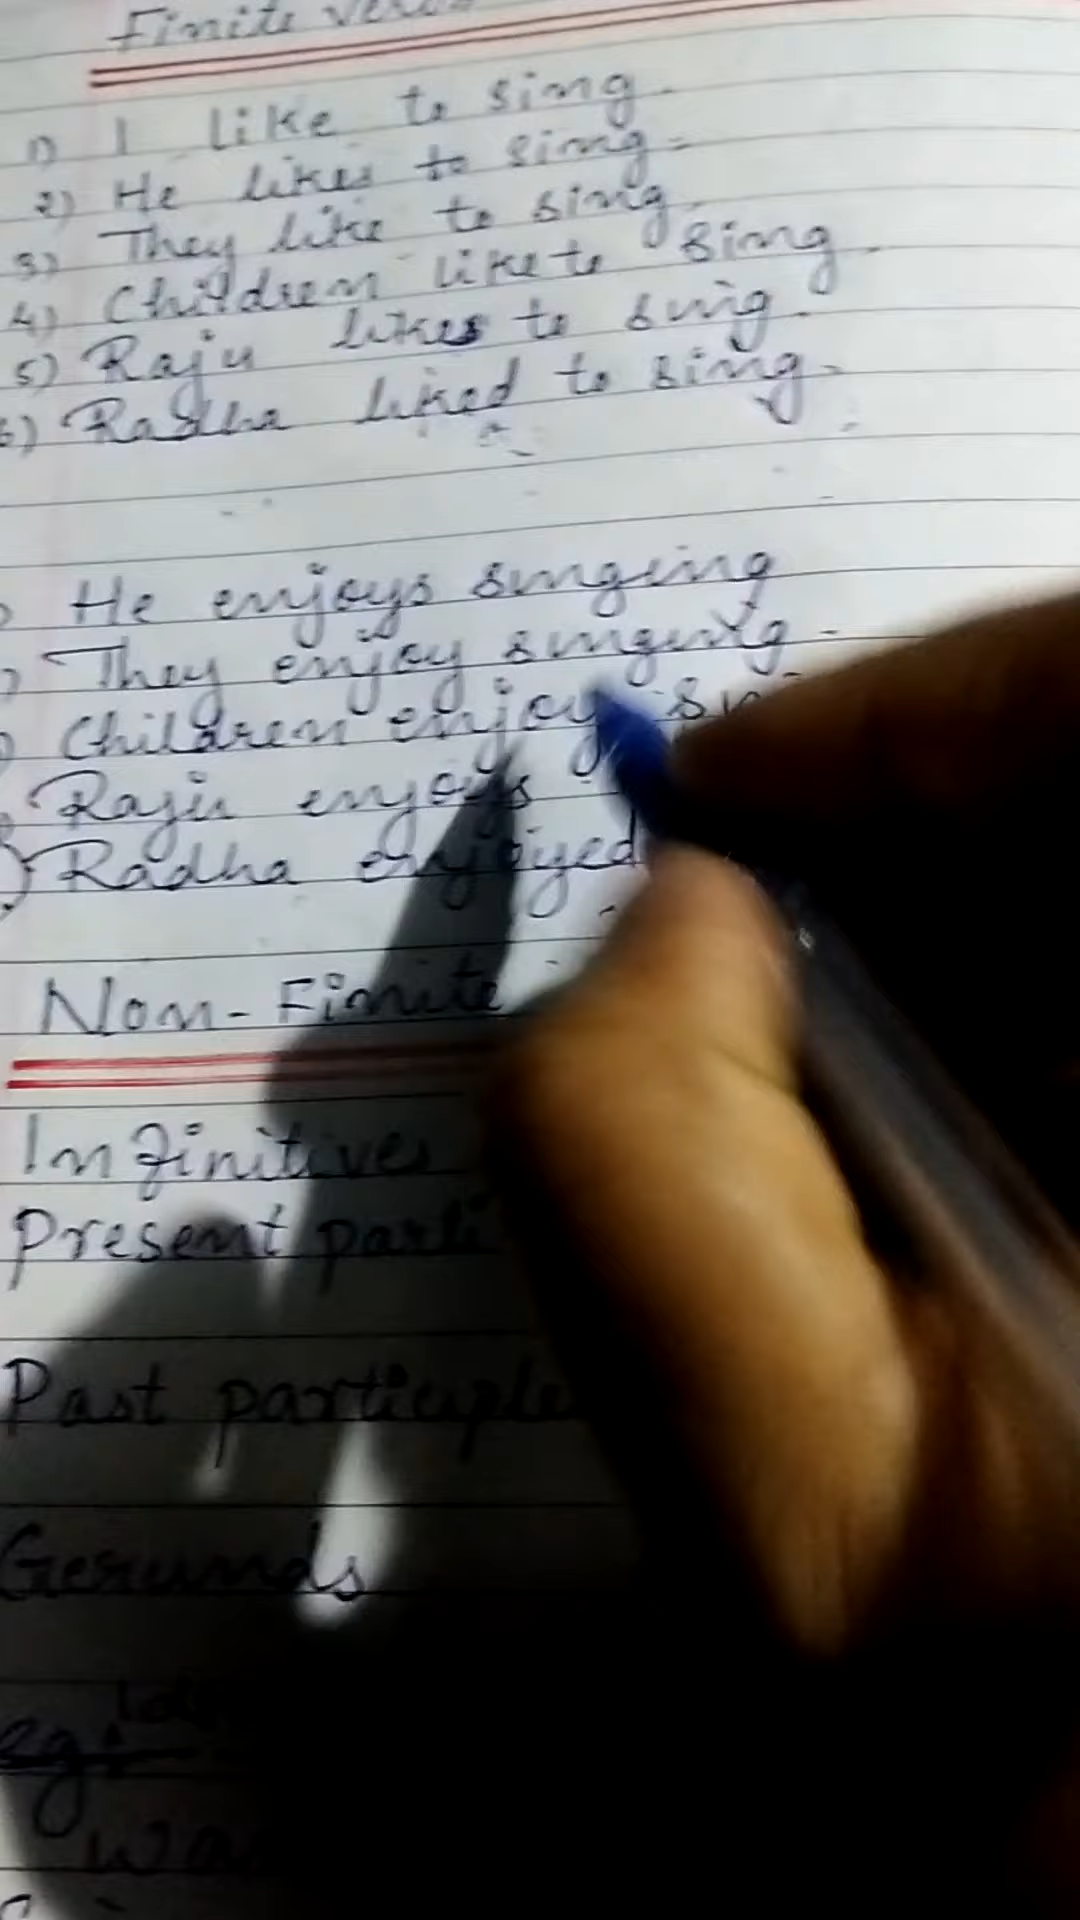 Finite
1) I like to sing.
2) He likes to sing.
3) They like to sing.
4) Children like to sing.
5) Raju likes to sing.
6) Radha liked to sing.
He enjoys singing
They enjoy singing.
Children enjoy
Raju enjoys
Radha enjoyed
Non-Finite
Infinitives
Present
Past participle
Gerunds
eg: